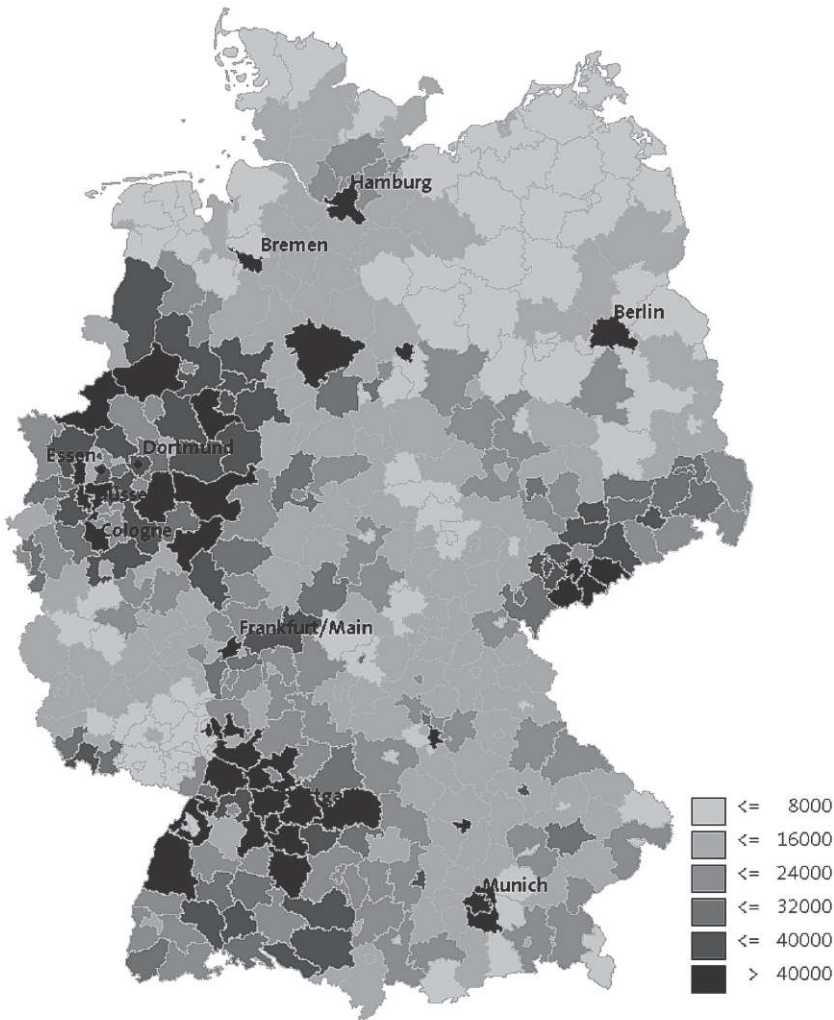 Hamburg
Bremen
Berlin
Dortmund
Essen
Cologne
Frankfurt/Main
Munich
<= 8000
<= 16000
<= 24000
<= 32000
<= 40000
> 40000